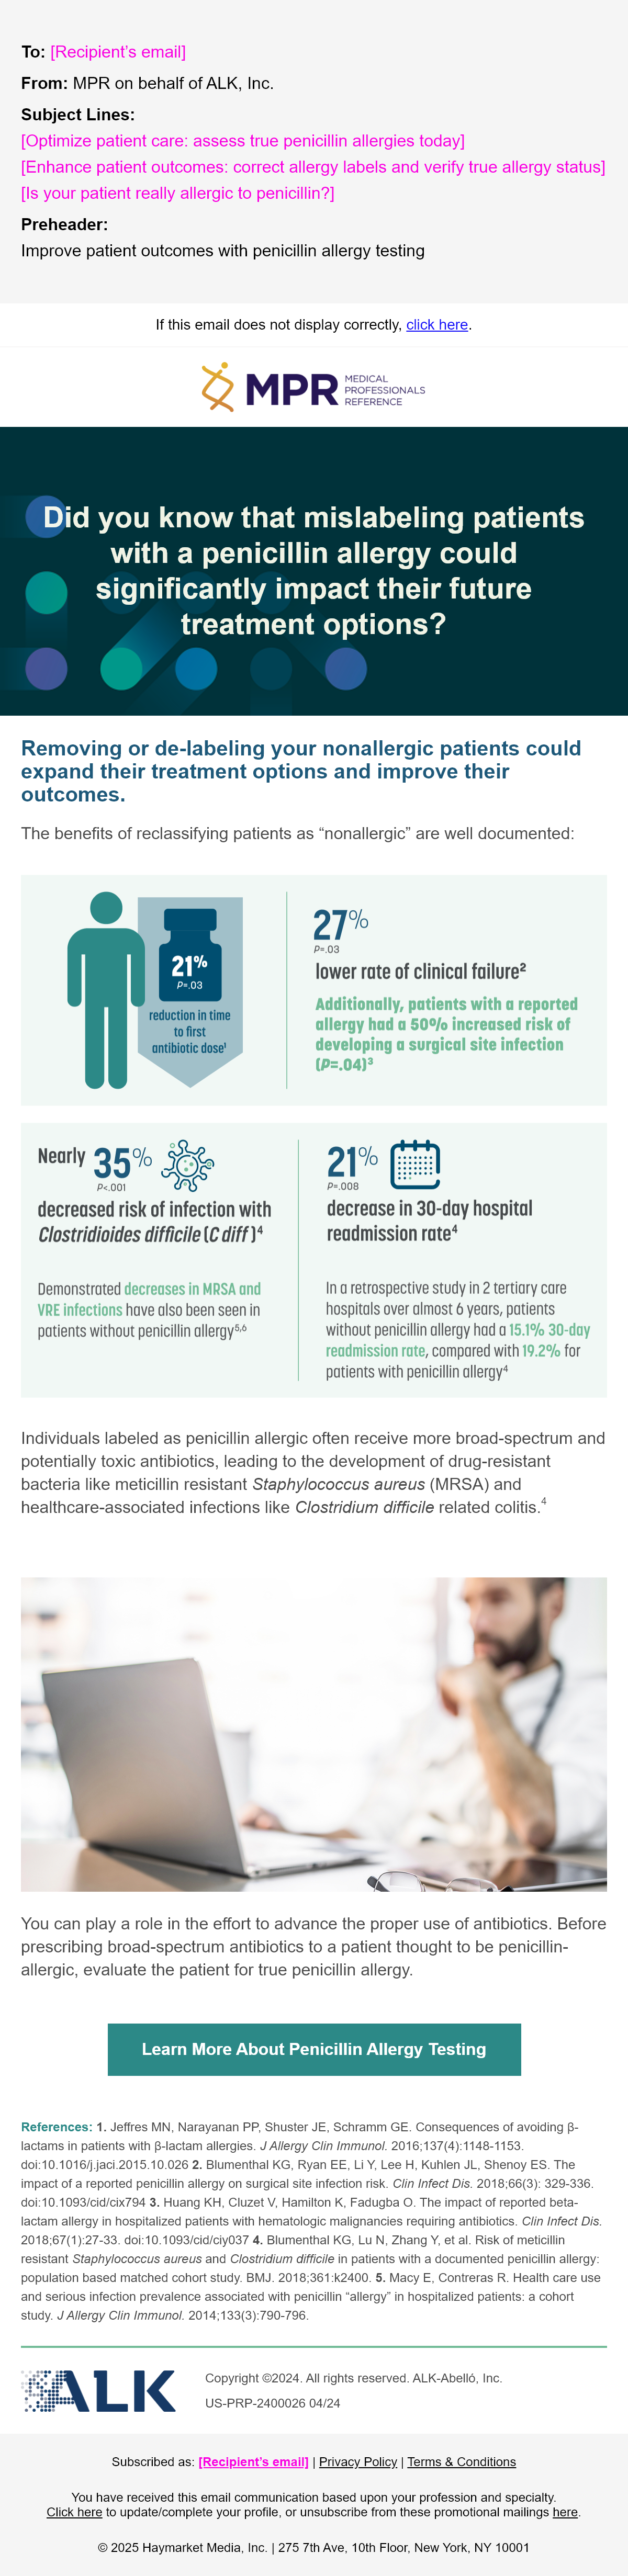 To: [Recipient’s email]
From: MPR on behalf of ALK, Inc.
Subject Lines:
[Optimize patient care: assess true penicillin allergies today]
[Enhance patient outcomes: correct allergy labels and verify true allergy status]
[Is your patient really allergic to penicillin?]
Preheader:
Improve patient outcomes with penicillin allergy testing
If this email does not display correctly, click here.
MPR MEDICAL
PROFESSIONALS
REFERENCE
Did you know that mislabeling patients
with a penicillin allergy could
significantly impact their future
treatment options?
Removing or de-labeling your nonallergic patients could
expand their treatment options and improve their
outcomes.
The benefits of reclassifying patients as “nonallergic” are well documented:
21%
P=.03
reduction in time
to first
antibiotic dose¹
27%
P=.03
lower rate of clinical failure²
Additionally, patients with a reported
allergy had a 50% increased risk of
developing a surgical site infection
(P=.04)³
Nearly 35%
P<.001
decreased risk of infection with
Clostridioides difficile (C diff )⁴
Demonstrated decreases in MRSA and
VRE infections have also been seen in
patients without penicillin allergy⁵,⁶
21%
P=.008
decrease in 30-day hospital
readmission rate⁴
In a retrospective study in 2 tertiary care
hospitals over almost 6 years, patients
without penicillin allergy had a 15.1% 30-day
readmission rate, compared with 19.2% for
patients with penicillin allergy⁴
Individuals labeled as penicillin allergic often receive more broad-spectrum and
potentially toxic antibiotics, leading to the development of drug-resistant
bacteria like meticillin resistant Staphylococcus aureus (MRSA) and
healthcare-associated infections like Clostridium difficile related colitis.⁴
You can play a role in the effort to advance the proper use of antibiotics. Before
prescribing broad-spectrum antibiotics to a patient thought to be penicillin-
allergic, evaluate the patient for true penicillin allergy.
Learn More About Penicillin Allergy Testing
References: 1. Jeffres MN, Narayanan PP, Shuster JE, Schramm GE. Consequences of avoiding β-
lactams in patients with β-lactam allergies. J Allergy Clin Immunol. 2016;137(4):1148-1153.
doi:10.1016/j.jaci.2015.10.026 2. Blumenthal KG, Ryan EE, Li Y, Lee H, Kuhlen JL, Shenoy ES. The
impact of a reported penicillin allergy on surgical site infection risk. Clin Infect Dis. 2018;66(3): 329-336.
doi:10.1093/cid/cix794 3. Huang KH, Cluzet V, Hamilton K, Fadugba O. The impact of reported beta-
lactam allergy in hospitalized patients with hematologic malignancies requiring antibiotics. Clin Infect Dis.
2018;67(1):27-33. doi:10.1093/cid/ciy037 4. Blumenthal KG, Lu N, Zhang Y, et al. Risk of meticillin
resistant Staphylococcus aureus and Clostridium difficile in patients with a documented penicillin allergy:
population based matched cohort study. BMJ. 2018;361:k2400. 5. Macy E, Contreras R. Health care use
and serious infection prevalence associated with penicillin “allergy” in hospitalized patients: a cohort
study. J Allergy Clin Immunol. 2014;133(3):790-796.
ALK
Copyright ©2024. All rights reserved. ALK-Abelló, Inc.
US-PRP-2400026 04/24
Subscribed as: [Recipient’s email] | Privacy Policy | Terms & Conditions
You have received this email communication based upon your profession and specialty.
Click here to update/complete your profile, or unsubscribe from these promotional mailings here.
© 2025 Haymarket Media, Inc. | 275 7th Ave, 10th Floor, New York, NY 10001